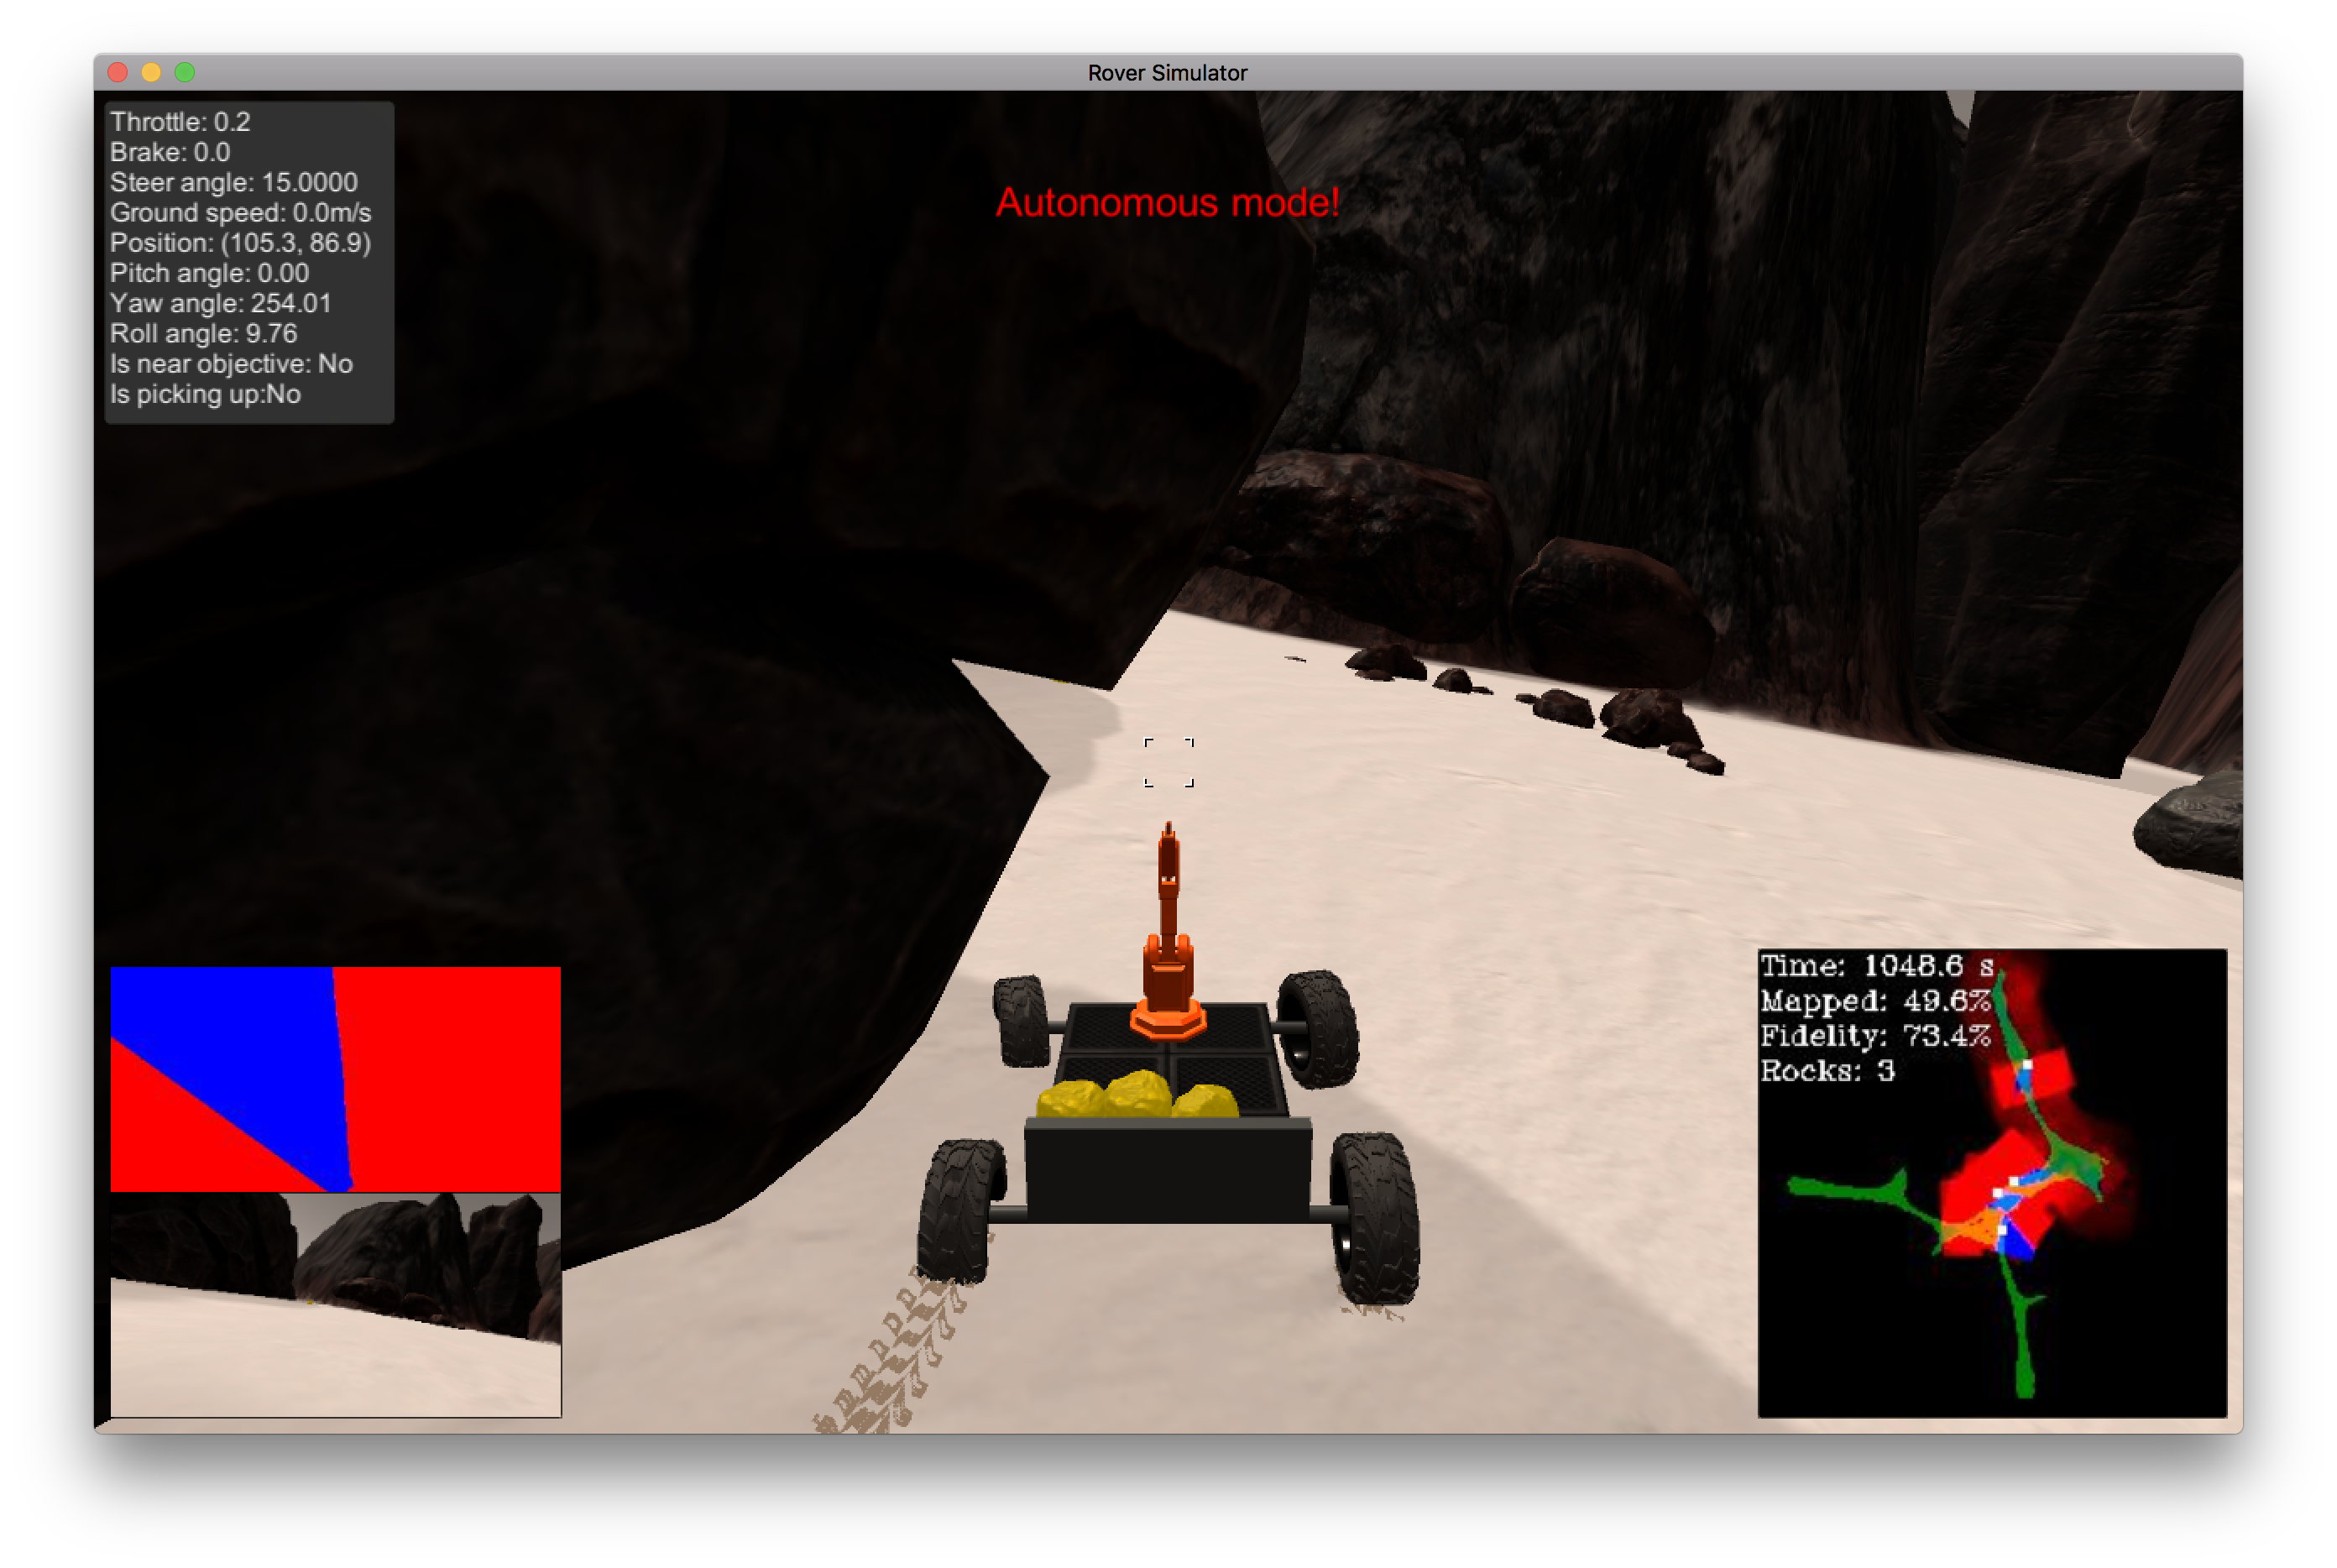 Rover Simulator
Throttle: 0.2
Brake: 0.0
Steer angle: 15.0000
Ground speed: 0.0m/s
Position: (105.3, 86.9)
Pitch angle: 0.00
Yaw angle: 254.01
Roll angle: 9.76
Is near objective: No
Is picking up:No
Autonomous mode!
Time: 1048.6 s
Mapped: 49.6%
Fidelity: 73.4%
Rocks: 3